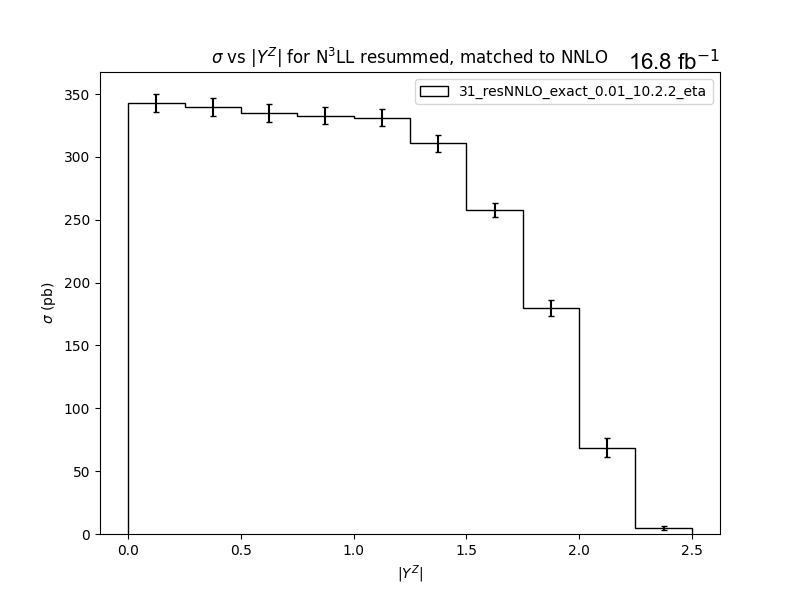 σ vs |Y^Z| for N³LL resummed, matched to NNLO
16.8 fb⁻¹
31_resNNLO_exact_0.01_10.2.2_eta
350
300
250
200
150
100
50
0
σ (pb)
0.0 0.5 1.0 1.5 2.0 2.5
|Y^Z|